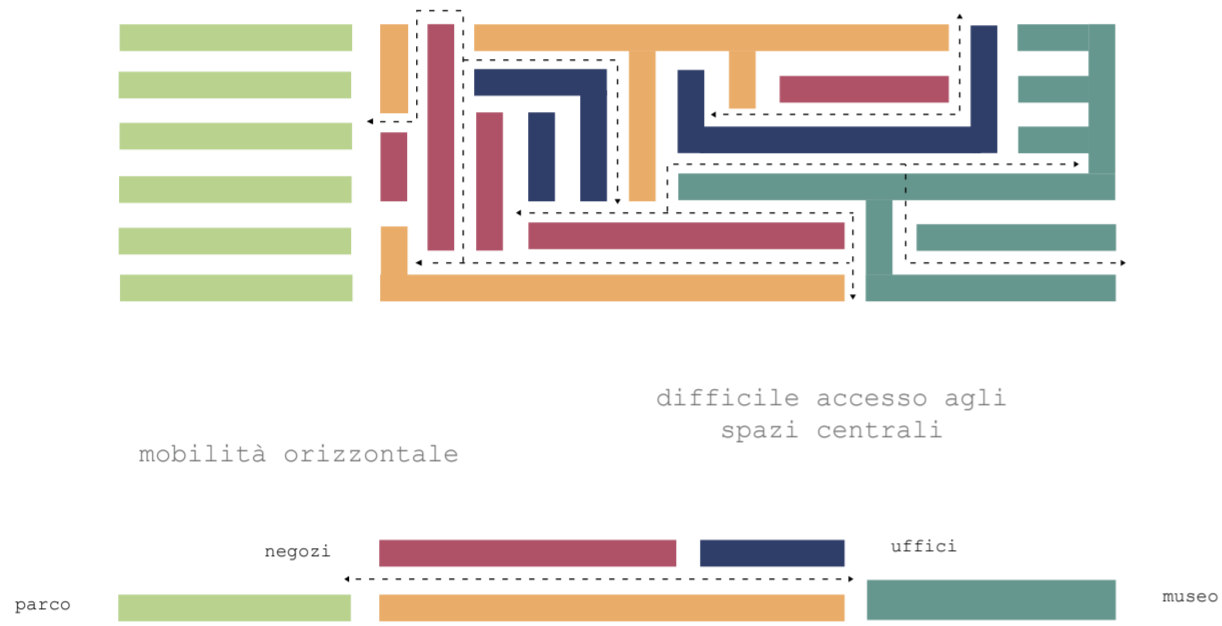 difficile accesso agli
spazi centrali
mobilità orizzontale
negozi
uffici
parco
museo